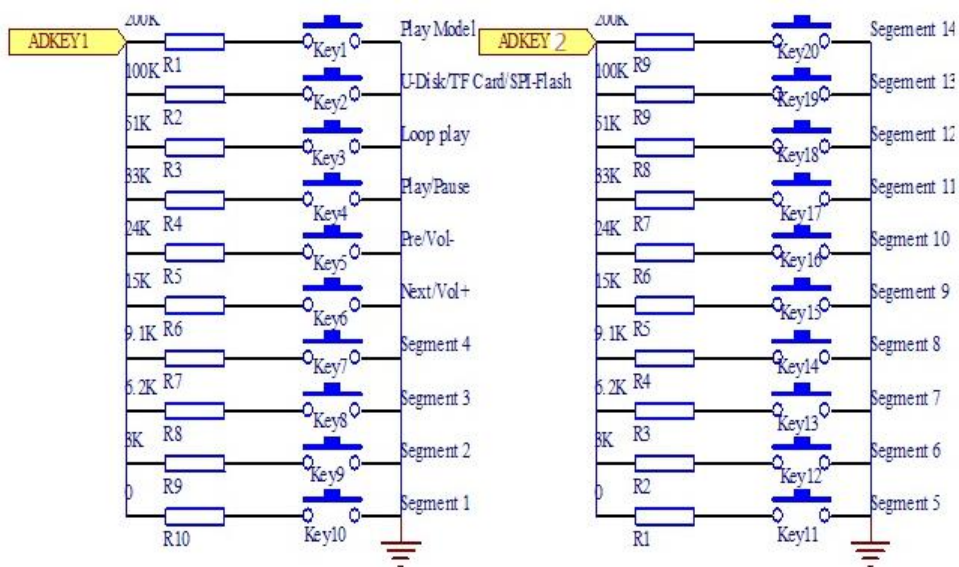 ADKEY1
200K
R1
Key1
Play Model
100K
R2
Key2
U-Disk/TF Card/SPI-Flash
51K
R3
Key3
Loop play
33K
R4
Key4
Play/Pause
24K
R5
Key5
Pre/Vol-
15K
R6
Key6
Next/Vol+
9.1K
R7
Key7
Segment 4
6.2K
R8
Key8
Segment 3
3K
R9
Key9
Segment 2
0
R10
Key10
Segment 1
ADKEY 2
200K
R9
Key20
Segement 14
100K
R9
Key19
Segement 13
51K
R8
Key18
Segement 12
33K
R7
Key17
Segement 11
24K
R6
Key16
Segment 10
15K
R5
Key15
Segement 9
9.1K
R4
Key14
Segment 8
6.2K
R3
Key13
Segment 7
3K
R2
Key12
Segment 6
0
R1
Key11
Segment 5